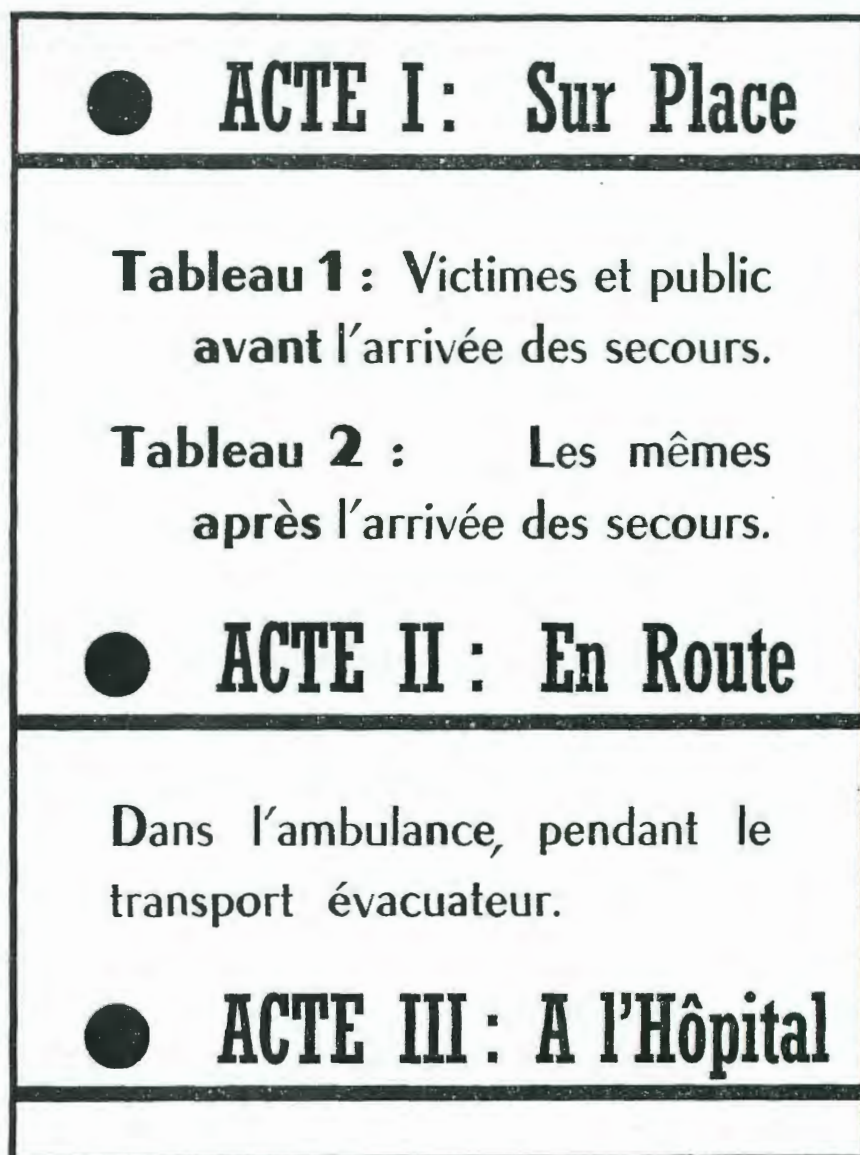 ● ACTE I : Sur Place
Tableau 1 : Victimes et public
avant l'arrivée des secours.
Tableau 2 : Les mêmes
après l'arrivée des secours.
● ACTE II : En Route
Dans l'ambulance, pendant le
transport évacuateur.
● ACTE III : A l'Hôpital